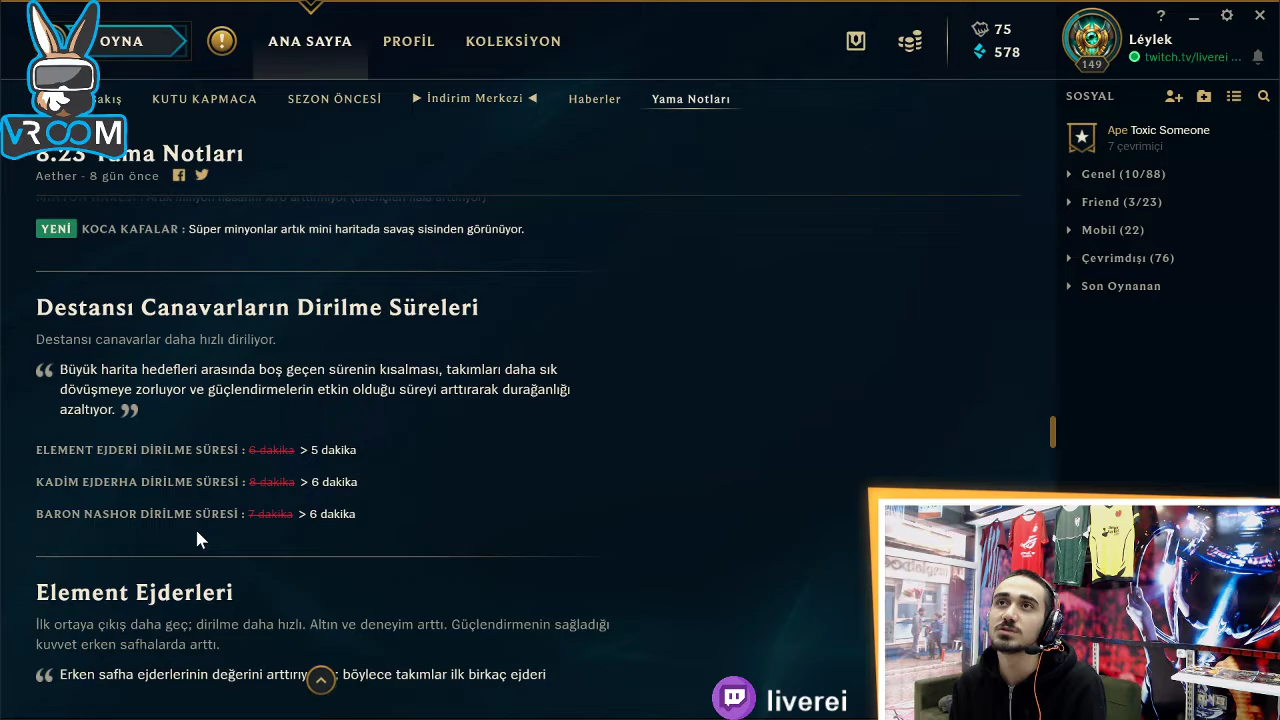 OYNA
ANA SAYFA
PROFİL
KOLEKSİYON
75
578
149
Léylek
twitch.tv/liverei ...
VROOM
akış
KUTU KAPMACA
SEZON ÖNCESİ
İndirim Merkezi
Haberler
Yama Notları
SOSYAL
Ape Toxic Someone
7 çevrimiçi
Genel (10/88)
Friend (3/23)
Mobil (22)
Çevrimdışı (76)
Son Oynanan
8.23 Yama Notları
Aether - 8 gün önce
YENİ KOCA KAFALAR : Süper minyonlar artık mini haritada savaş sisinden görünüyor.
Destansı Canavarların Dirilme Süreleri
Destansı canavarlar daha hızlı diriliyor.
Büyük harita hedefleri arasında boş geçen sürenin kısalması, takımları daha sık
dövüşmeye zorluyor ve güçlendirmelerin etkin olduğu süreyi arttırarak durağanlığı
azaltıyor.
ELEMENT EJDERİ DİRİLME SÜRESİ : 6 dakika > 5 dakika
KADİM EJDERHA DİRİLME SÜRESİ : 8 dakika > 6 dakika
BARON NASHOR DİRİLME SÜRESİ : 7 dakika > 6 dakika
Element Ejderleri
İlk ortaya çıkış daha geç; dirilme daha hızlı. Altın ve deneyim arttı. Güçlendirmenin sağladığı
kuvvet erken safhalarda arttı.
Erken safha ejderlerinin değerini arttırıy ; böylece takımlar ilk birkaç ejderi
liverei